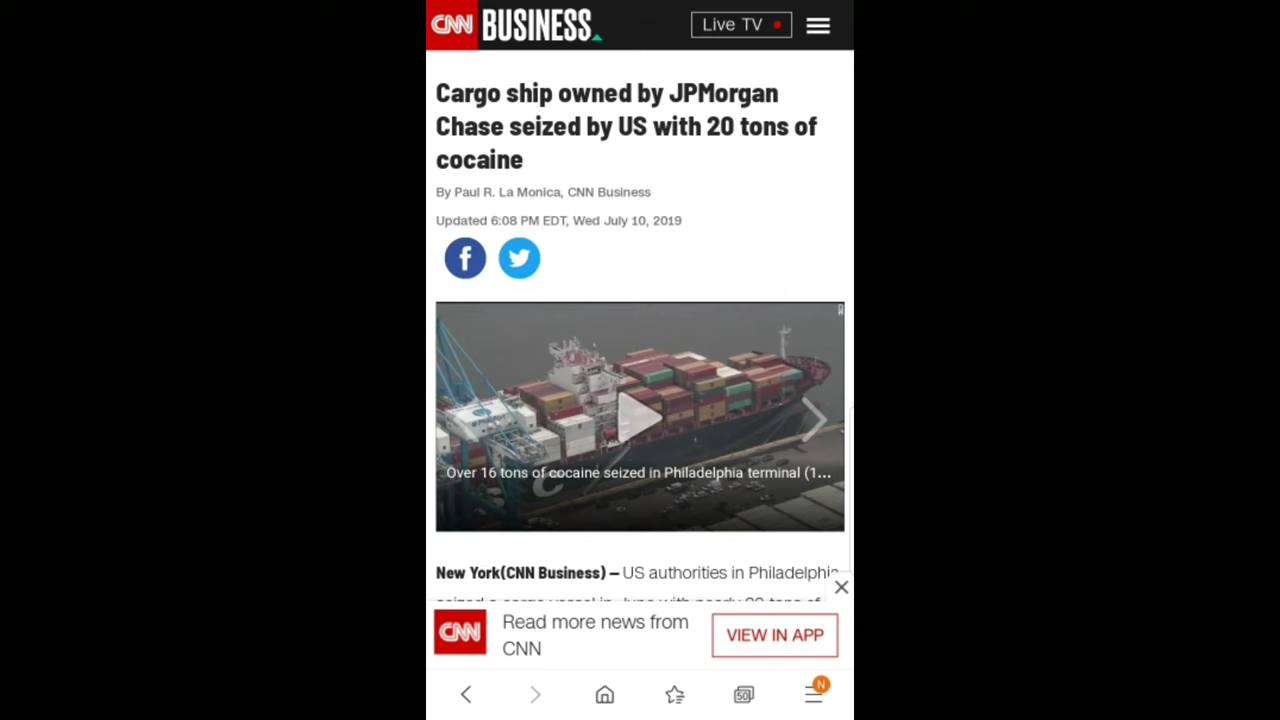 CNN BUSINESS
Live TV
Cargo ship owned by JPMorgan
Chase seized by US with 20 tons of
cocaine
By Paul R. La Monica, CNN Business
Updated 6:08 PM EDT, Wed July 10, 2019
f
Over 16 tons of cocaine seized in Philadelphia terminal (1...
New York(CNN Business) — US authorities in Philadelphia
CNN
Read more news from
CNN
VIEW IN APP
50
N